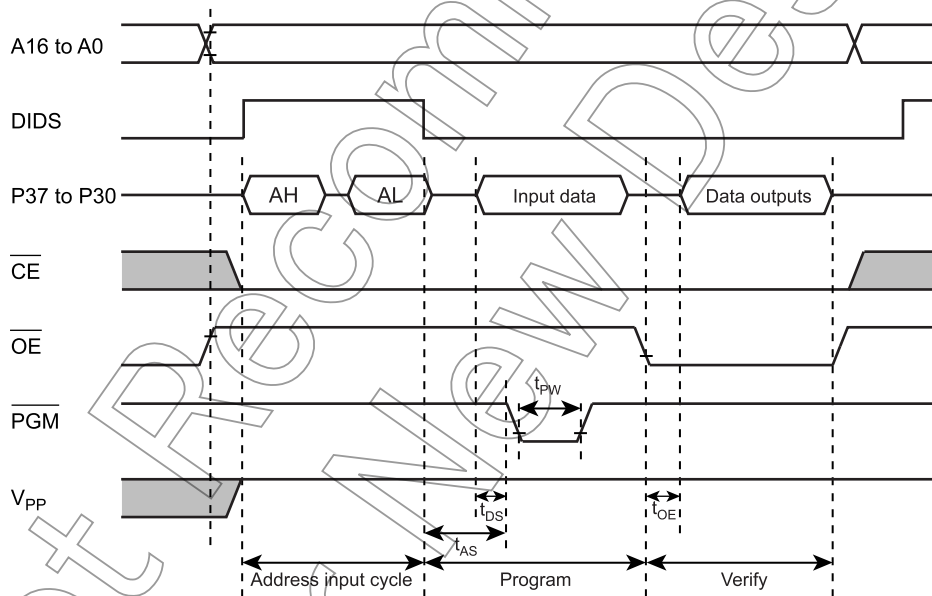 A16 to A0
DIDS
P37 to P30
AH
AL
Input data
Data outputs
CE
OE
PGM
tPW
VPP
tDS
tOE
tAS
Address input cycle
Program
Verify
New